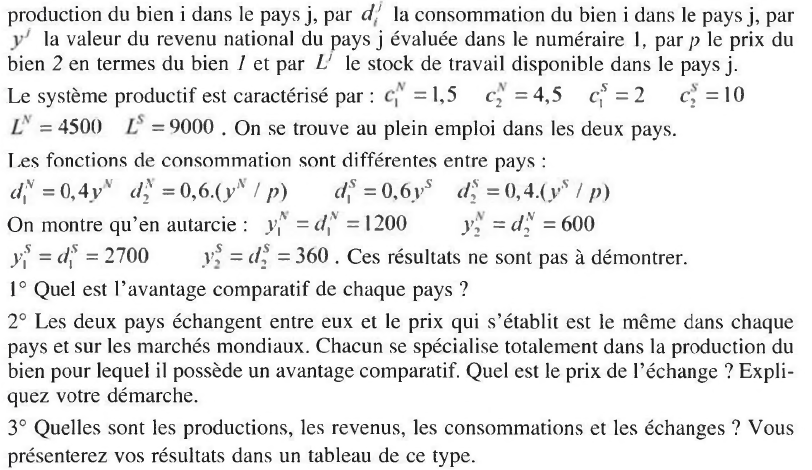 production du bien i dans le pays j, par $d_i^j$ la consommation du bien i dans le pays j, par
$y^j$ la valeur du revenu national du pays j évaluée dans le numéraire 1, par p le prix du
bien 2 en termes du bien 1 et par $L^j$ le stock de travail disponible dans le pays j.
Le système productif est caractérisé par : $c_1^N = 1,5$ $c_2^N = 4,5$ $c_1^S = 2$ $c_2^S = 10$
$L^N = 4500$ $L^S = 9000$ . On se trouve au plein emploi dans les deux pays.
Les fonctions de consommation sont différentes entre pays :
$d_1^N = 0,4y^N$ $d_2^N = 0,6.(y^N / p)$ $d_1^S = 0,6y^S$ $d_2^S = 0,4.(y^S / p)$
On montre qu'en autarcie : $y_1^N = d_1^N = 1200$ $y_2^N = d_2^N = 600$
$y_1^S = d_1^S = 2700$ $y_2^S = d_2^S = 360$ . Ces résultats ne sont pas à démontrer.
1° Quel est l'avantage comparatif de chaque pays ?
2° Les deux pays échangent entre eux et le prix qui s'établit est le même dans chaque
pays et sur les marchés mondiaux. Chacun se spécialise totalement dans la production du
bien pour lequel il possède un avantage comparatif. Quel est le prix de l'échange ? Expli-
quez votre démarche.
3° Quelles sont les productions, les revenus, les consommations et les échanges ? Vous
présenterez vos résultats dans un tableau de ce type.